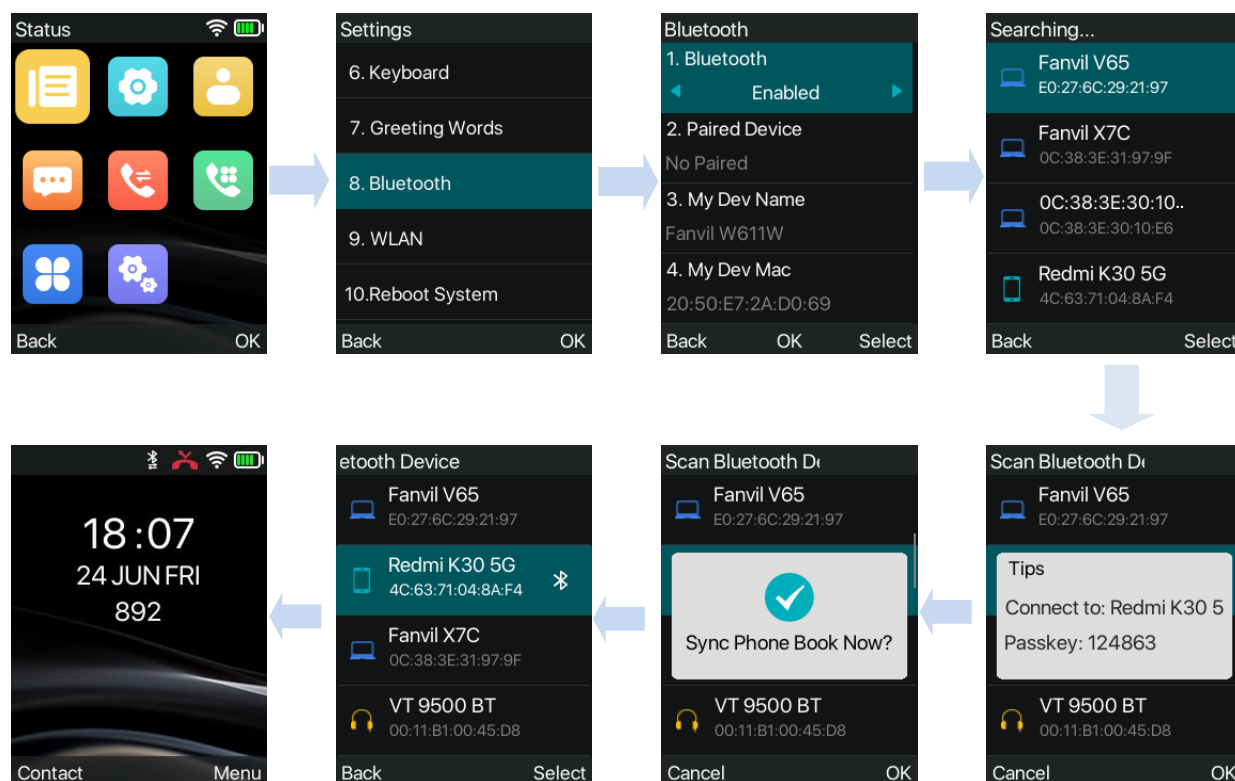 Status
Back OK
Settings
6. Keyboard
7. Greeting Words
8. Bluetooth
9. WLAN
10.Reboot System
Back OK
Bluetooth
1. Bluetooth
Enabled
2. Paired Device
No Paired
3. My Dev Name
Fanvil W611W
4. My Dev Mac
20:50:E7:2A:D0:69
Back OK Select
Searching...
Fanvil V65
E0:27:6C:29:21:97
Fanvil X7C
0C:38:3E:31:97:9F
0C:38:3E:30:10..
0C:38:3E:30:10:E6
Redmi K30 5G
4C:63:71:04:8A:F4
Back Select
18:07
24 JUN FRI
892
Contact Menu
etooth Device
Fanvil V65
E0:27:6C:29:21:97
Redmi K30 5G
4C:63:71:04:8A:F4
Fanvil X7C
0C:38:3E:31:97:9F
VT 9500 BT
00:11:B1:00:45:D8
Back Select
Scan Bluetooth De
Fanvil V65
E0:27:6C:29:21:97
Sync Phone Book Now?
VT 9500 BT
00:11:B1:00:45:D8
Cancel OK
Scan Bluetooth De
Fanvil V65
E0:27:6C:29:21:97
Tips
Connect to: Redmi K30 5
Passkey: 124863
VT 9500 BT
00:11:B1:00:45:D8
Cancel OK